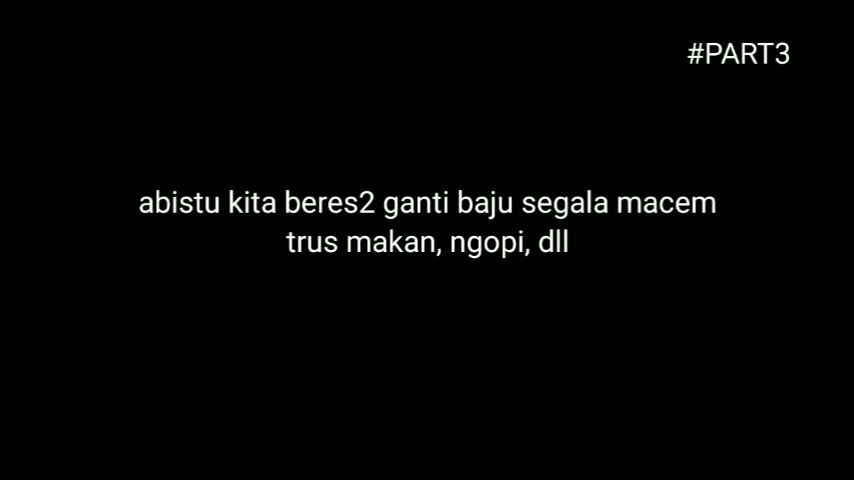 #PART3
abistu kita beres2 ganti baju segala macem
trus makan, ngopi, dll